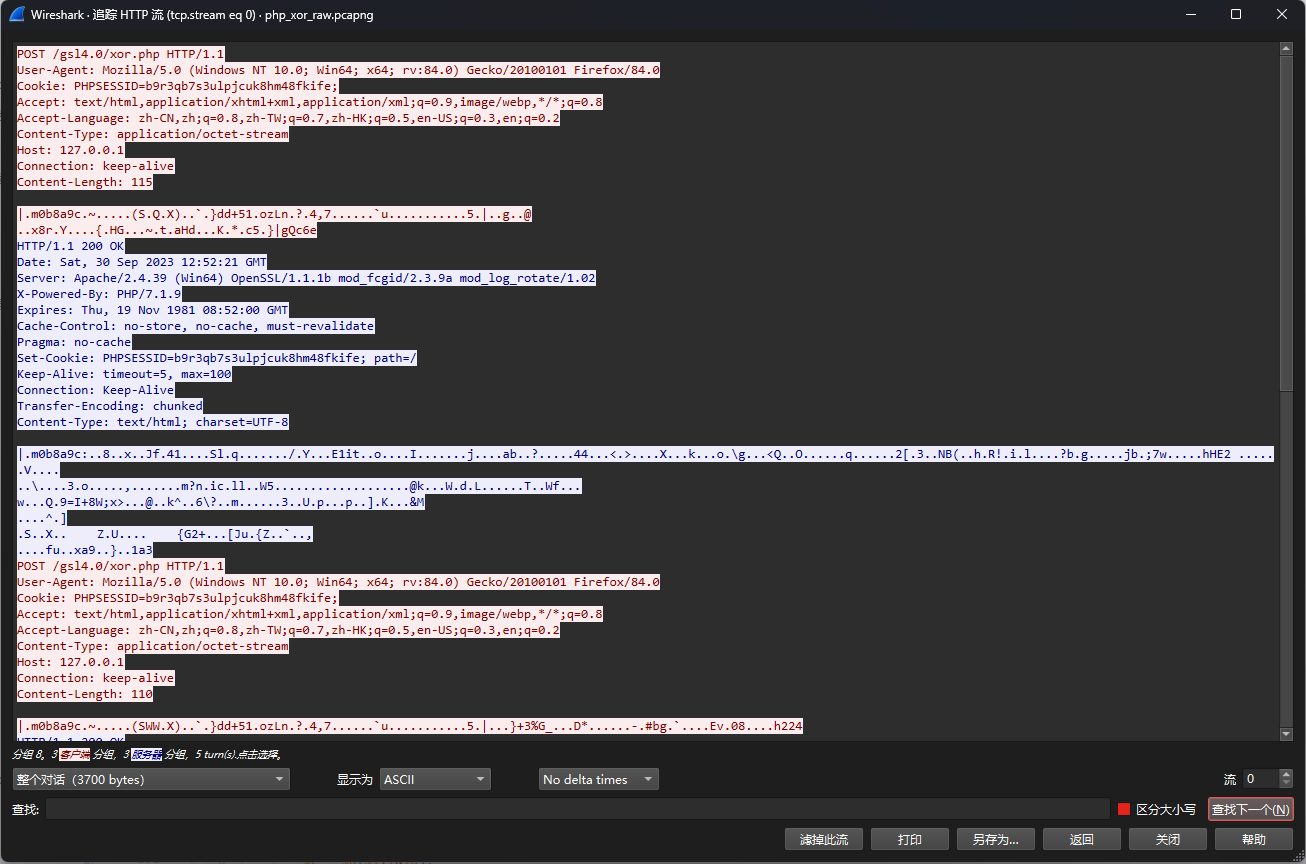 Wireshark · 追踪 HTTP 流 (tcp.stream eq 0) · php_xor_raw.pcapng
POST /gsl4.0/xor.php HTTP/1.1
User-Agent: Mozilla/5.0 (Windows NT 10.0; Win64; x64; rv:84.0) Gecko/20100101 Firefox/84.0
Cookie: PHPSESSID=b9r3qb7s3ulpjcuk8hm48fkife;
Accept: text/html,application/xhtml+xml,application/xml;q=0.9,image/webp,*/*;q=0.8
Accept-Language: zh-CN,zh;q=0.8,zh-TW;q=0.7,zh-HK;q=0.5,en-US;q=0.3,en;q=0.2
Content-Type: application/octet-stream
Host: 127.0.0.1
Connection: keep-alive
Content-Length: 115
|.m0b8a9c.~.....(S.Q.X)..`.}dd+51.ozLn.?.4,7......`u...........5.|..g..@
..x8r.Y....{.HG...~.t.aHd...K.*.c5.}|gQc6e
HTTP/1.1 200 OK
Date: Sat, 30 Sep 2023 12:52:21 GMT
Server: Apache/2.4.39 (Win64) OpenSSL/1.1.1b mod_fcgid/2.3.9a mod_log_rotate/1.02
X-Powered-By: PHP/7.1.9
Expires: Thu, 19 Nov 1981 08:52:00 GMT
Cache-Control: no-store, no-cache, must-revalidate
Pragma: no-cache
Set-Cookie: PHPSESSID=b9r3qb7s3ulpjcuk8hm48fkife; path=/
Keep-Alive: timeout=5, max=100
Connection: Keep-Alive
Transfer-Encoding: chunked
Content-Type: text/html; charset=UTF-8
|.m0b8a9c:..8..x..Jf.41....Sl.q......./.Y...E1it..o....I.......j....ab..?.....44...<.>....X...k...o.\g...<Q..O......q......2[.3..NB(..h.R!.i.l....?b.g.....jb.;7w.....hHE2 .....
.V....
..\....3.o.....,.......m?n.ic.ll..W5...................@k...W.d.L......T..Wf...
w...Q.9=I+8W;x>...@..k^..6\?..m......3..U.p...p..].K...&M
....^.]
.S..X..    Z.U....    {G2+...[Ju.{Z..`..,
....fu..xa9..}..1a3
POST /gsl4.0/xor.php HTTP/1.1
User-Agent: Mozilla/5.0 (Windows NT 10.0; Win64; x64; rv:84.0) Gecko/20100101 Firefox/84.0
Cookie: PHPSESSID=b9r3qb7s3ulpjcuk8hm48fkife;
Accept: text/html,application/xhtml+xml,application/xml;q=0.9,image/webp,*/*;q=0.8
Accept-Language: zh-CN,zh;q=0.8,zh-TW;q=0.7,zh-HK;q=0.5,en-US;q=0.3,en;q=0.2
Content-Type: application/octet-stream
Host: 127.0.0.1
Connection: keep-alive
Content-Length: 110
|.m0b8a9c.~.....(SWW.X)..`.}dd+51.ozLn.?.4,7......`u...........5.|...}+3%G_...D*......-.#bg.`....Ev.08....h224
HTTP/1.1 200 OK
分组 8。3 客户端 分组，3 服务器 分组，5 turn(s).点击选择。
整个对话 (3700 bytes) 显示为 ASCII No delta times 流 0
查找: 区分大小写 查找下一个(N)
滤掉此流 打印 另存为… 返回 关闭 帮助